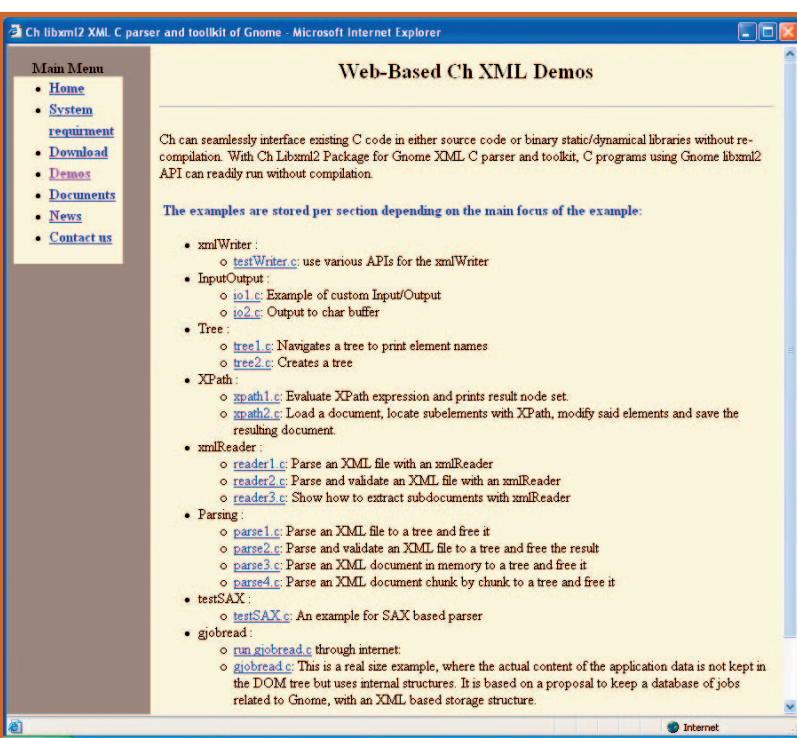 Ch libxml2 XML C parser and toollkit of Gnome - Microsoft Internet Explorer
Main Menu
Home
System
requirment
Download
Demos
Documents
News
Contact us
Web-Based Ch XML Demos
Ch can seamlessly interface existing C code in either source code or binary static/dynamical libraries without re-
compilation. With Ch Libxml2 Package for Gnome XML C parser and toolkit, C programs using Gnome libxml2
API can readily run without compilation.
The examples are stored per section depending on the main focus of the example:
xmlWriter :
testWriter.c: use various APIs for the xmlWriter
InputOutput :
io1.c: Example of custom Input/Output
io2.c: Output to char buffer
Tree :
tree1.c: Navigates a tree to print element names
tree2.c: Creates a tree
XPath :
xpath1.c: Evaluate XPath expression and prints result node set.
xpath2.c: Load a document, locate subelements with XPath, modify said elements and save the
resulting document.
xmlReader :
reader1.c: Parse an XML file with an xmlReader
reader2.c: Parse and validate an XML file with an xmlReader
reader3.c: Show how to extract subdocuments with xmlReader
Parsing :
parse1.c: Parse an XML file to a tree and free it
parse2.c: Parse and validate an XML file to a tree and free the result
parse3.c: Parse an XML document in memory to a tree and free it
parse4.c: Parse an XML document chunk by chunk to a tree and free it
testSAX :
testSAX.c: An example for SAX based parser
gjobread :
run gjobread.c through internet:
gjobread.c: This is a real size example, where the actual content of the application data is not kept in
the DOM tree but uses internal structures. It is based on a proposal to keep a database of jobs
related to Gnome, with an XML based storage structure.
Internet